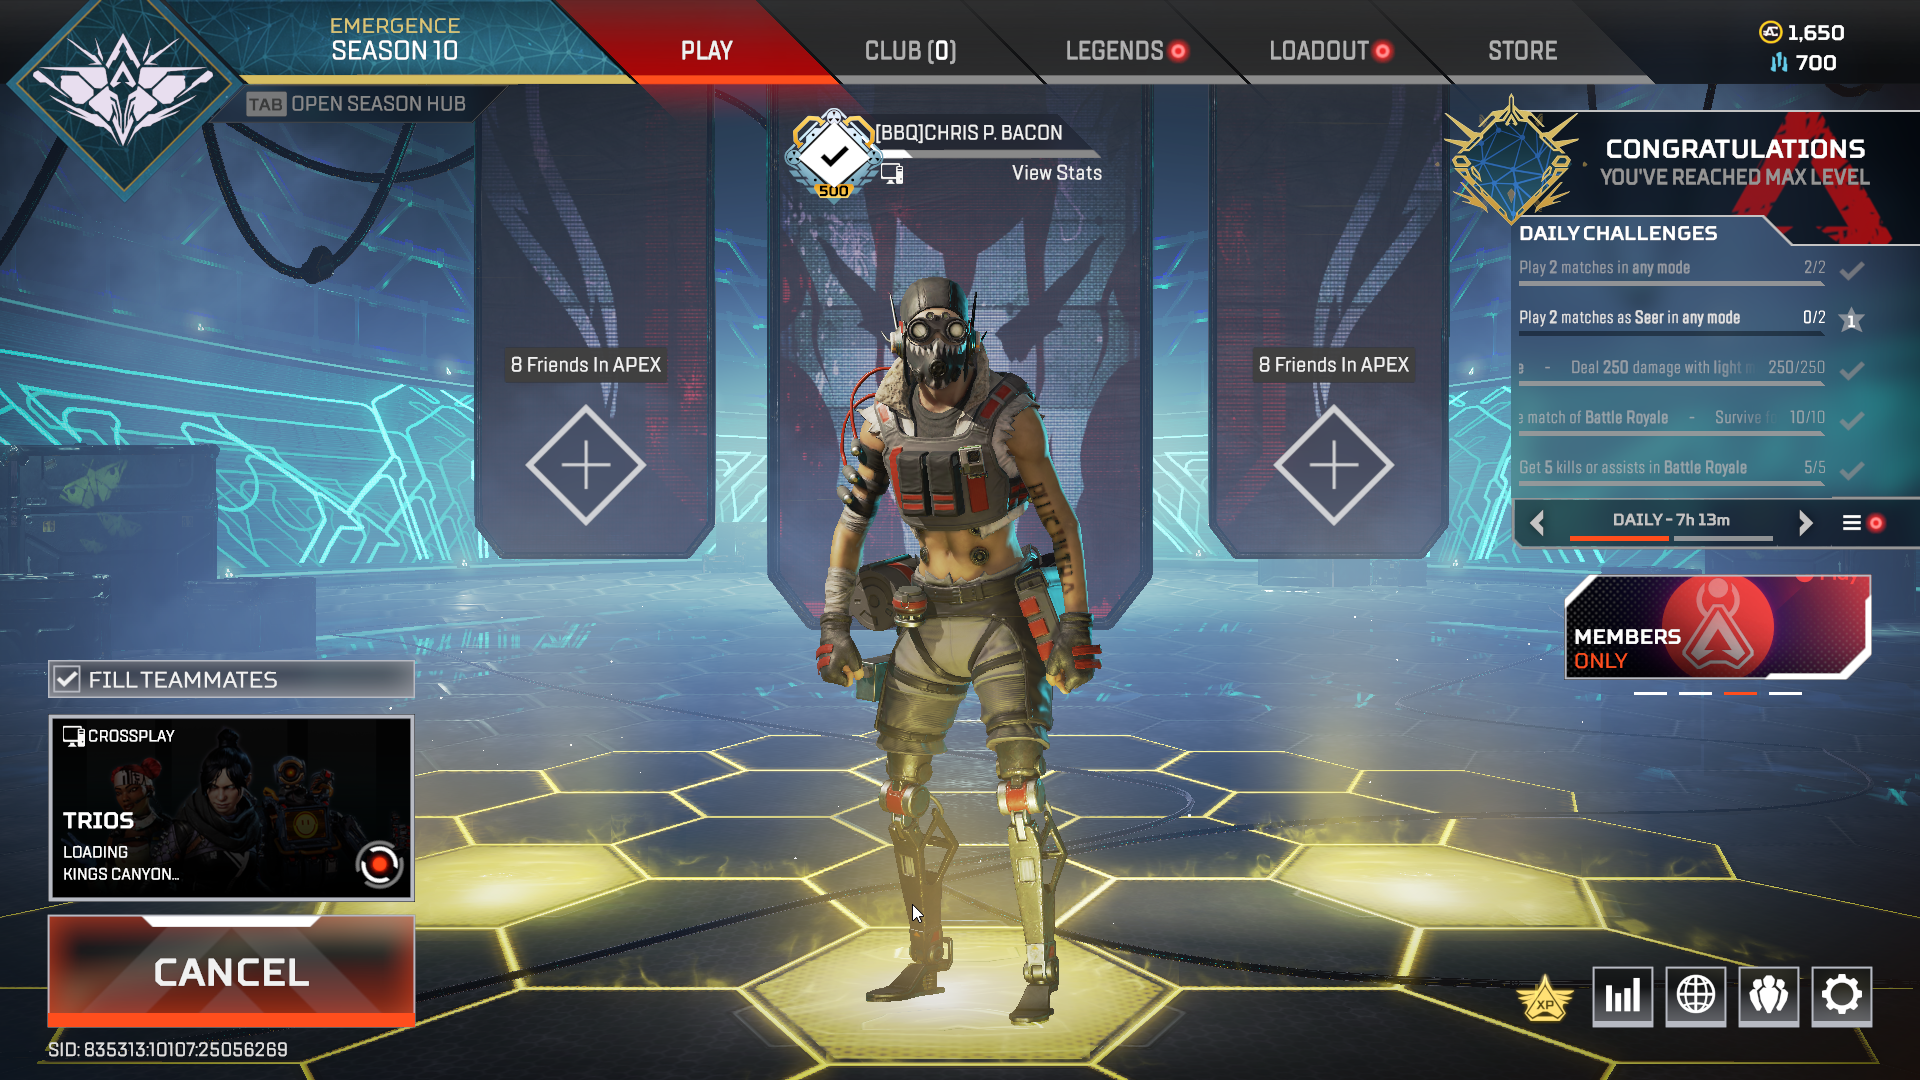 EMERGENCE
SEASON 10
PLAY
CLUB (0)
LEGENDS
LOADOUT
STORE
1,650
700
TAB OPEN SEASON HUB
[BBQ]CHRIS P. BACON
500
View Stats
CONGRATULATIONS
YOU'VE REACHED MAX LEVEL
DAILY CHALLENGES
Play 2 matches in any mode 2/2
Play 2 matches as Seer in any mode 0/2 1
e - Deal 250 damage with light 250/250
e match of Battle Royale - Survive 10/10
Get 5 kills or assists in Battle Royale 5/5
DAILY - 7h 13m
8 Friends In APEX
8 Friends In APEX
MEMBERS
ONLY
FILL TEAMMATES
CROSSPLAY
TRIOS
LOADING
KINGS CANYON...
CANCEL
XP
SID: 835313:10107:25056269